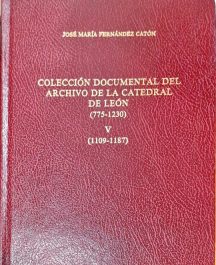 JOSÉ MARÍA FERNÁNDEZ CATÓN
COLECCIÓN DOCUMENTAL DEL
ARCHIVO DE LA CATEDRAL
DE LEÓN
(775-1230)
V
(1109-1187)